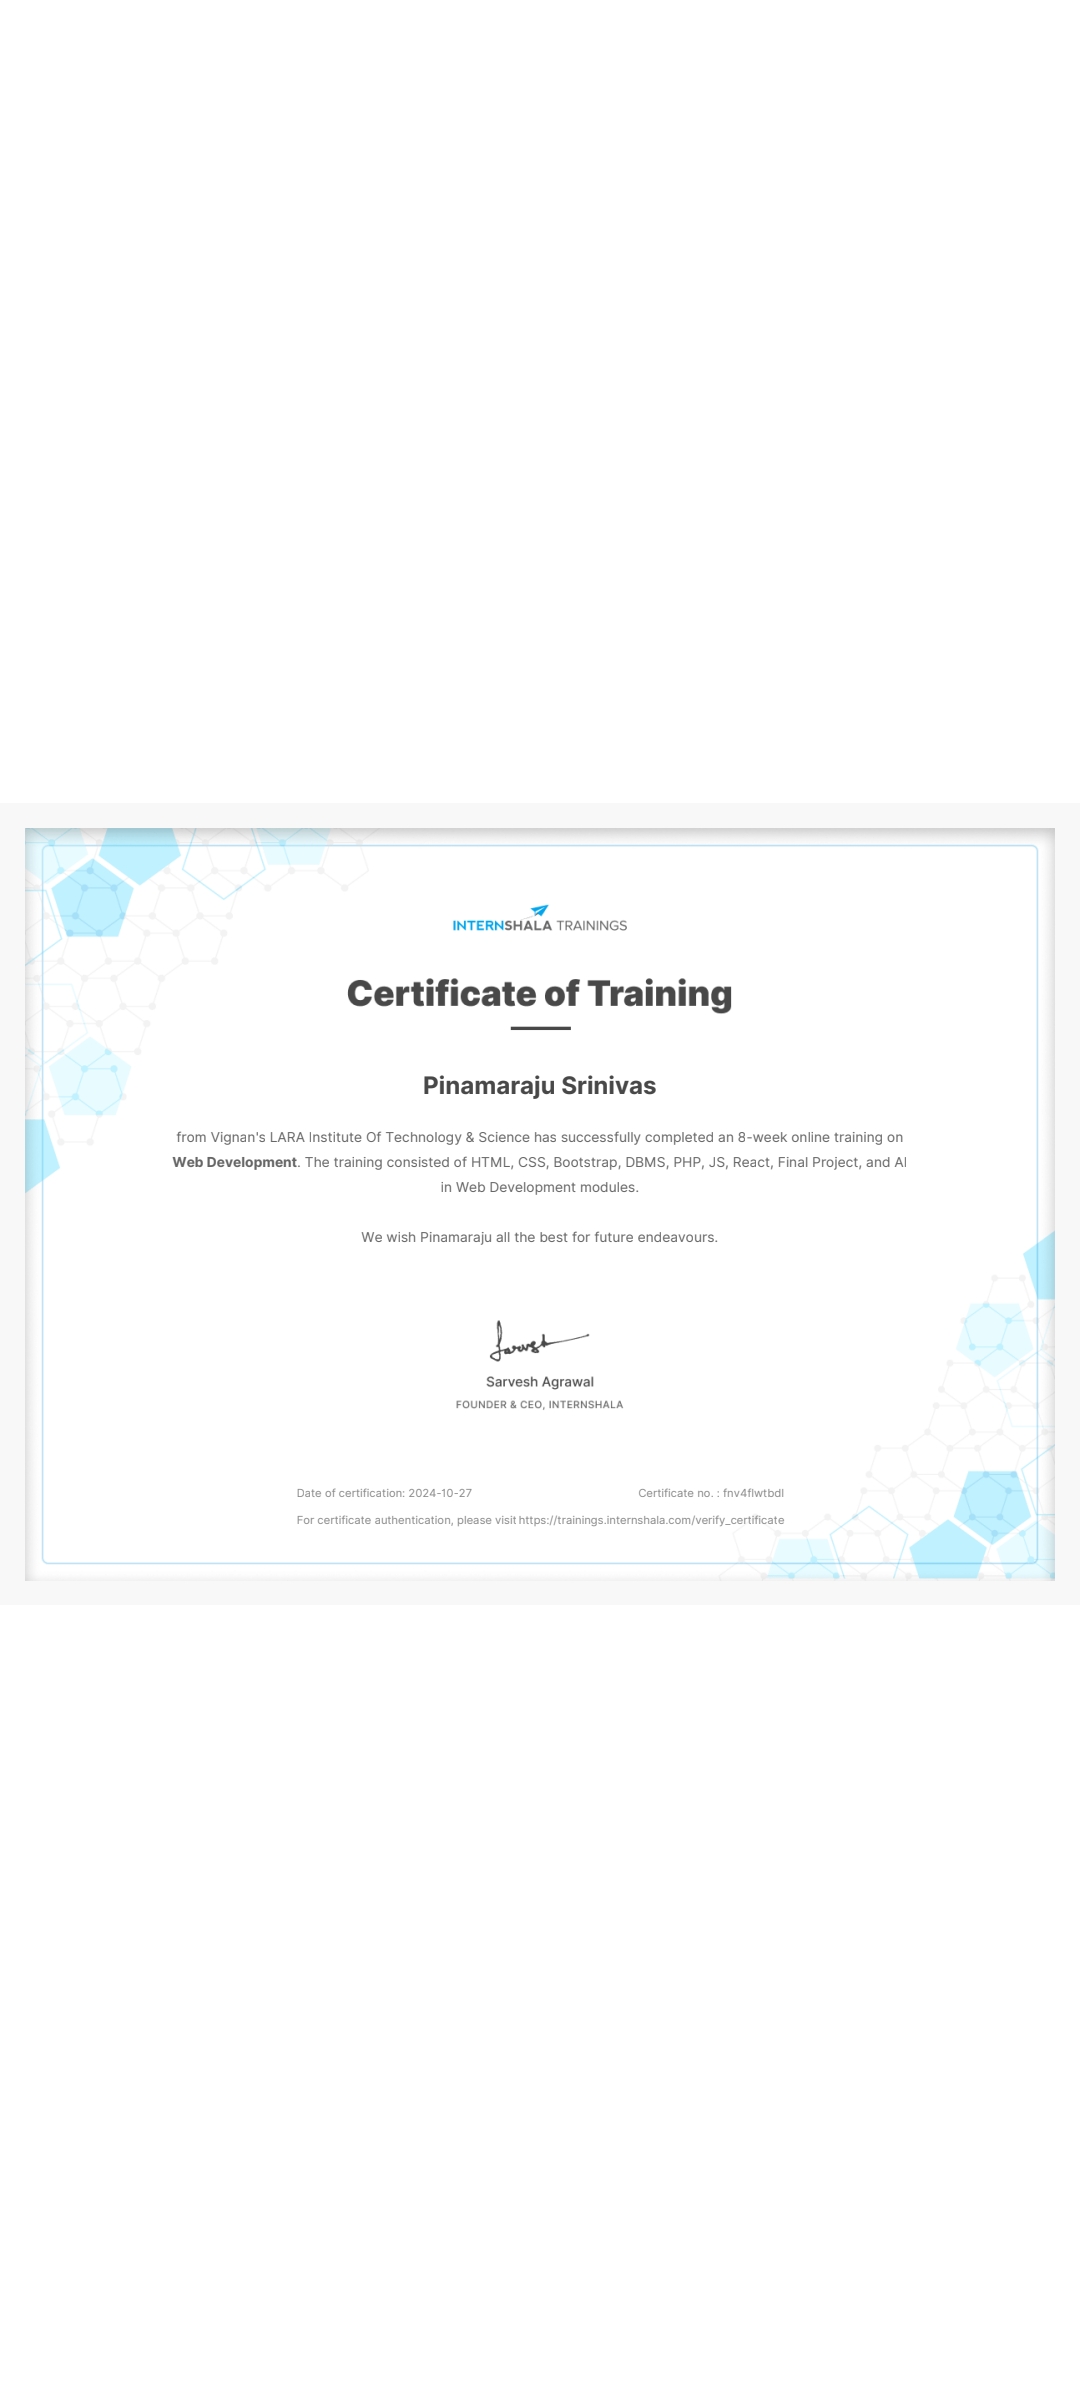 INTERNSHALA TRAININGS
Certificate of Training
Pinamaraju Srinivas
from Vignan's LARA Institute Of Technology & Science has successfully completed an 8-week online training on
Web Development. The training consisted of HTML, CSS, Bootstrap, DBMS, PHP, JS, React, Final Project, and AI
in Web Development modules.
We wish Pinamaraju all the best for future endeavours.
Sarvesh
Sarvesh Agrawal
FOUNDER & CEO, INTERNSHALA
Date of certification: 2024-10-27 Certificate no. : fnv4flwtbdl
For certificate authentication, please visit https://trainings.internshala.com/verify_certificate